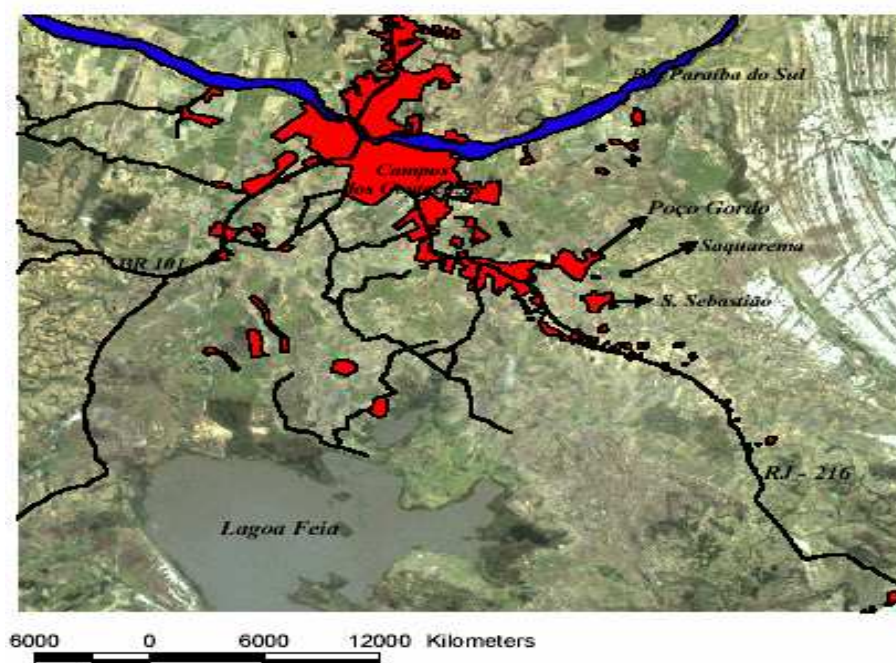 Paraíba do Sul
Campos
dos
Poço Gordo
Saquarema
BR 101
S. Sebastião
RJ - 216
Lagoa Feia
6000 0 6000 12000 Kilometers